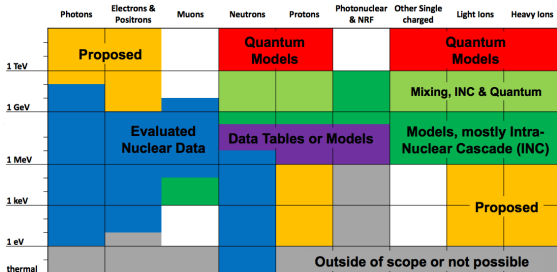 Photons
Electrons &
Positrons
Muons
Neutrons
Protons
Photonuclear
& NRF
Other Single
charged
Light Ions
Heavy Ions
Proposed
Quantum
Models
Quantum
Models
1 TeV
Mixing, INC & Quantum
1 GeV
Evaluated
Nuclear Data
Data Tables or Models
Models, mostly Intra-
Nuclear Cascade (INC)
1 MeV
1 keV
Proposed
1 eV
Outside of scope or not possible
thermal